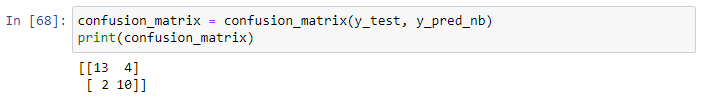 In [68]: confusion_matrix = confusion_matrix(y_test, y_pred_nb)
print(confusion_matrix)
[[13  4]
 [ 2 10]]